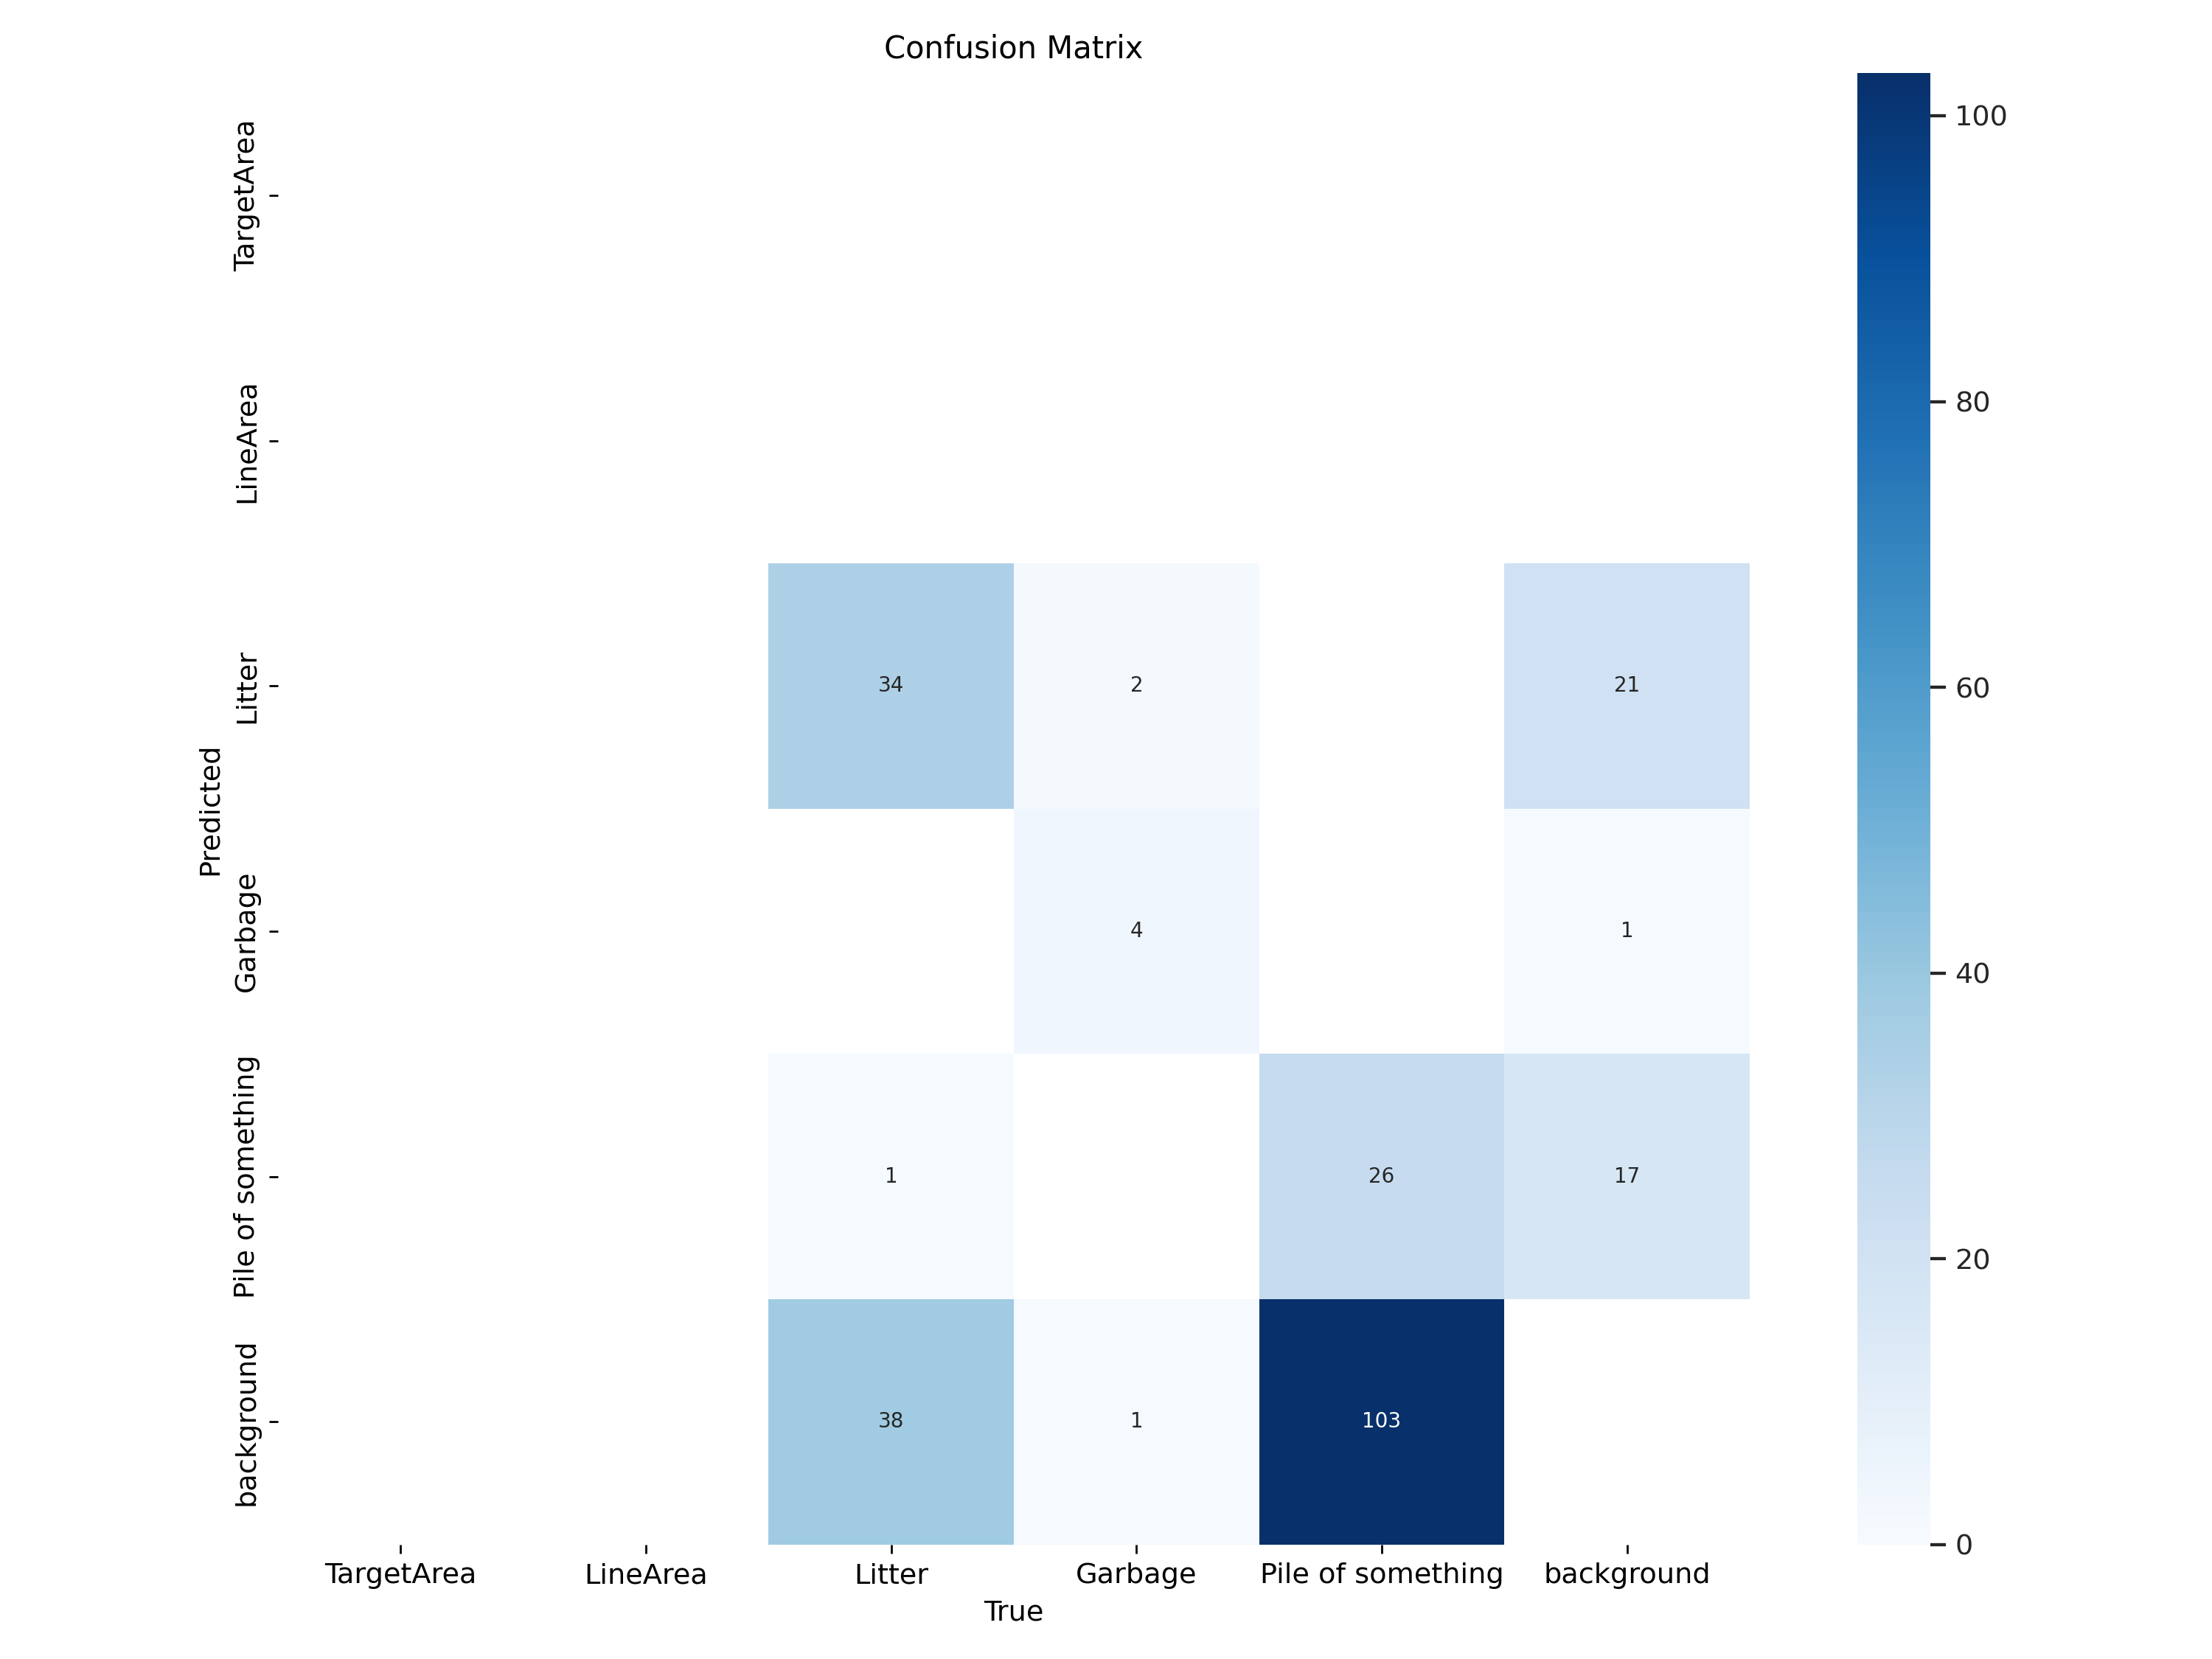 Confusion Matrix
TargetArea
LineArea
Litter
Garbage
Pile of something
background
Predicted
34 2 21
4 1
1 26 17
38 1 103
TargetArea LineArea Litter Garbage Pile of something background
True
100
80
60
40
20
0